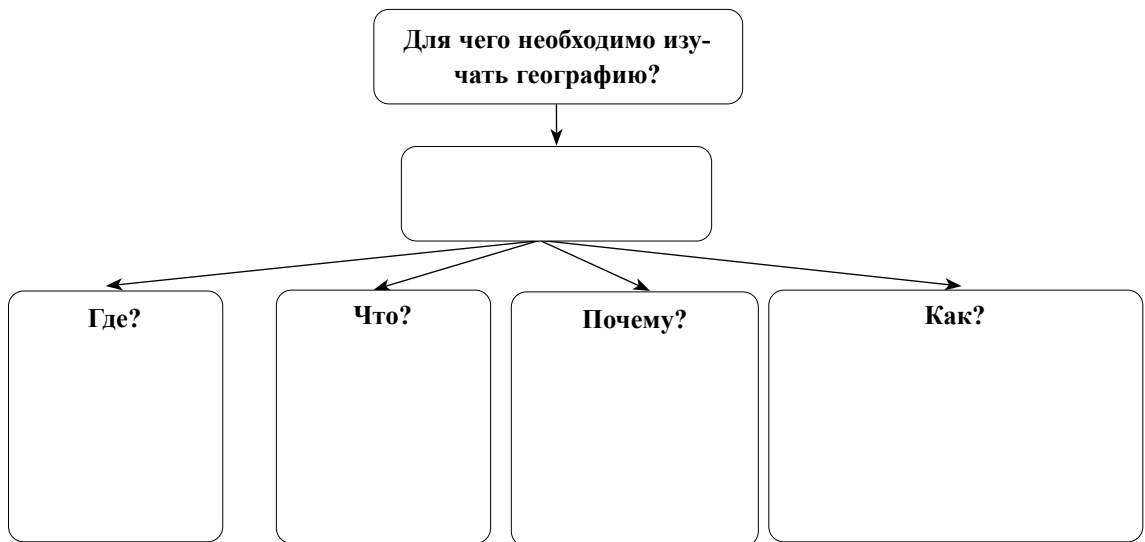 Для чего необходимо изу-
чать географию?
Где?
Что?
Почему?
Как?